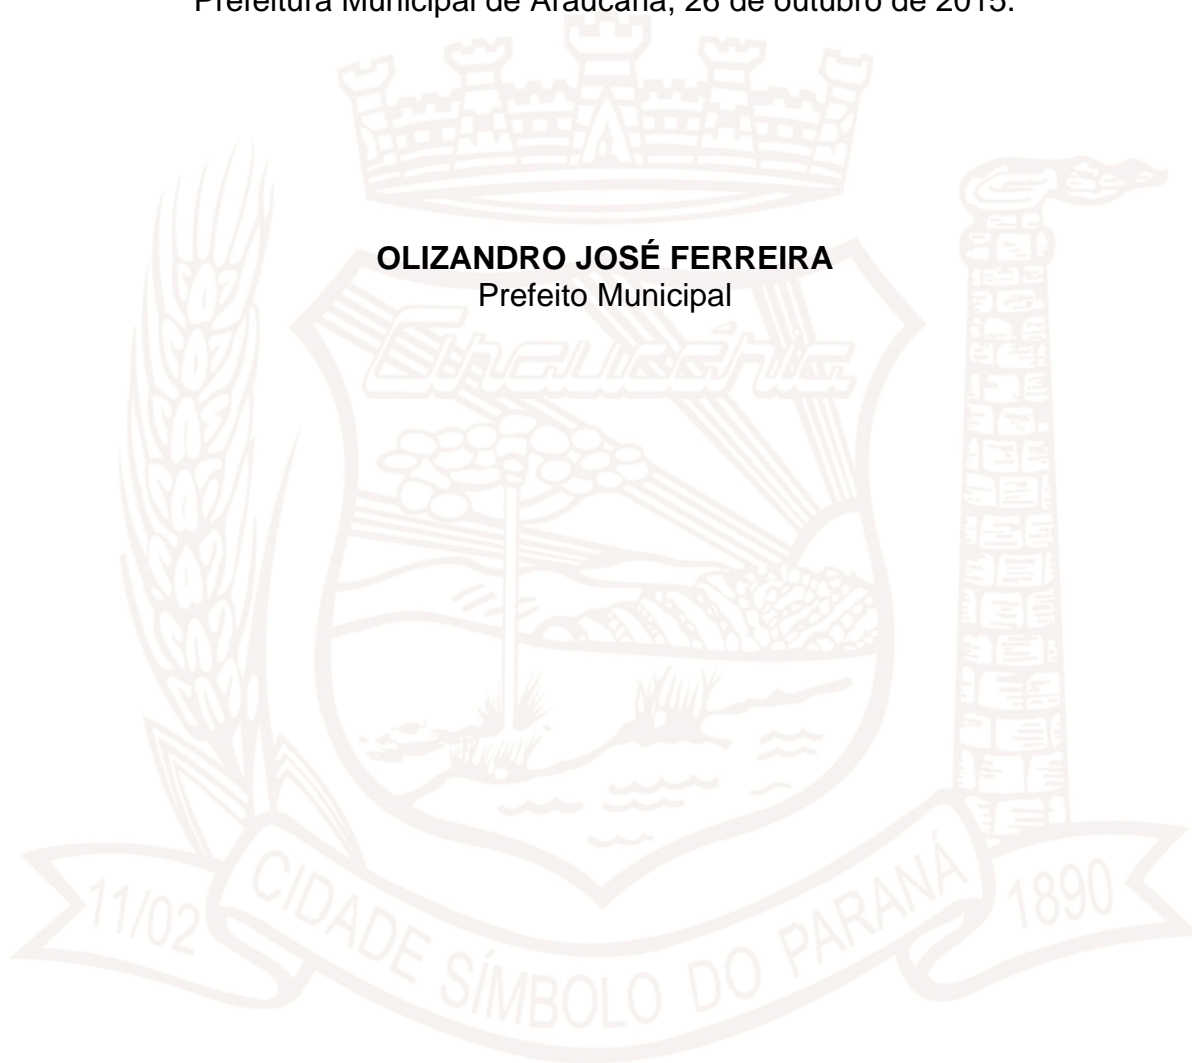 Prefeitura Municipal de Araucária, 26 de outubro de 2015.
OLIZANDRO JOSÉ FERREIRA
Prefeito Municipal
Araucária
11/02
CIDADE SÍMBOLO DO PARANÁ
1890